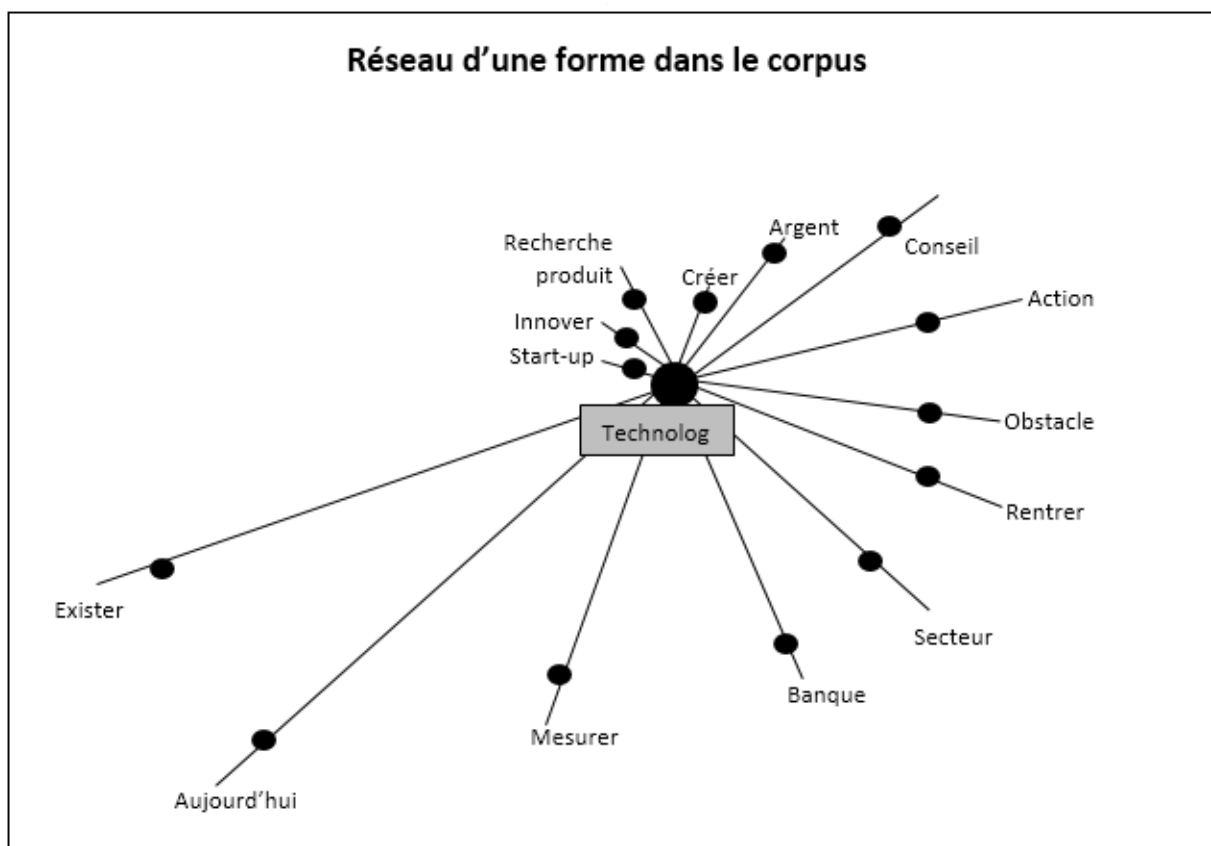 Réseau d’une forme dans le corpus
Argent
Recherche
produit
Créer
Conseil
Action
Innover
Start-up
Obstacle
Technolog
Rentrer
Exister
Secteur
Banque
Mesurer
Aujourd’hui